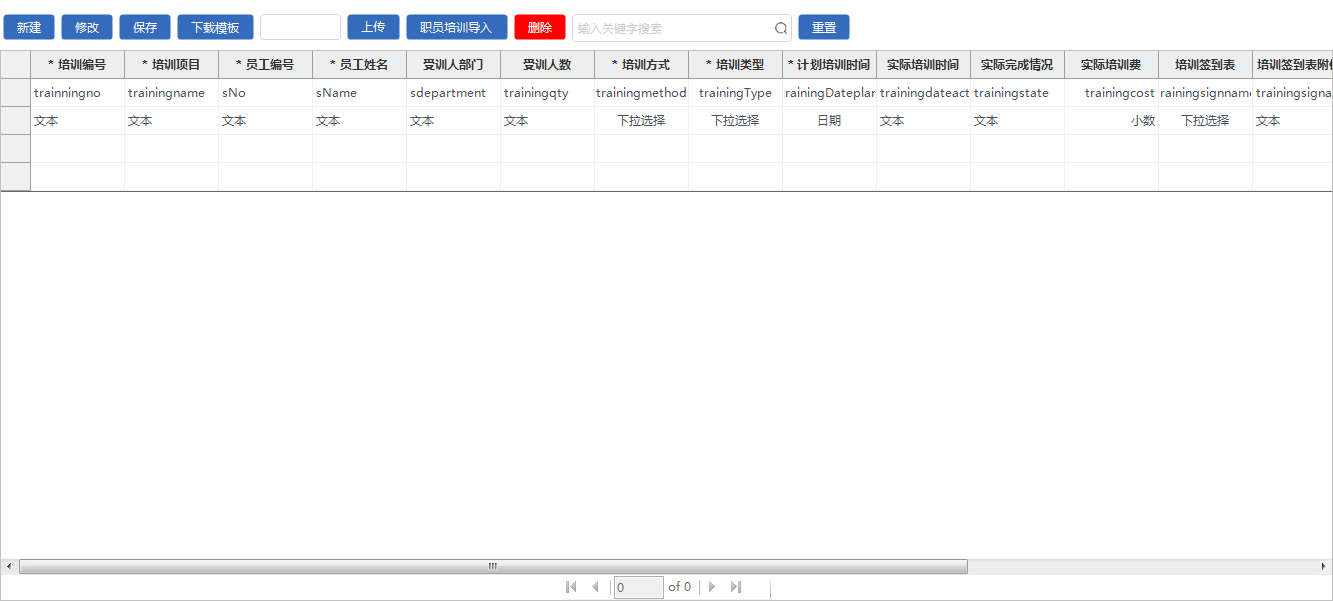 新建 修改 保存 下载模板 上传 职员培训导入 删除 输入关键字搜索 重置
* 培训编号 * 培训项目 * 员工编号 * 员工姓名 受训人部门 受训人数 * 培训方式 * 培训类型 * 计划培训时间 实际培训时间 实际完成情况 实际培训费 培训签到表 培训签到表附
trainningno trainingname sNo sName sdepartment trainingqty trainingmethod trainingType rainingDateplan trainingdateact trainingstate trainingcost rainingsignname trainingsigna
文本 文本 文本 文本 文本 文本 下拉选择 下拉选择 日期 文本 文本 小数 下拉选择 文本
0 of 0